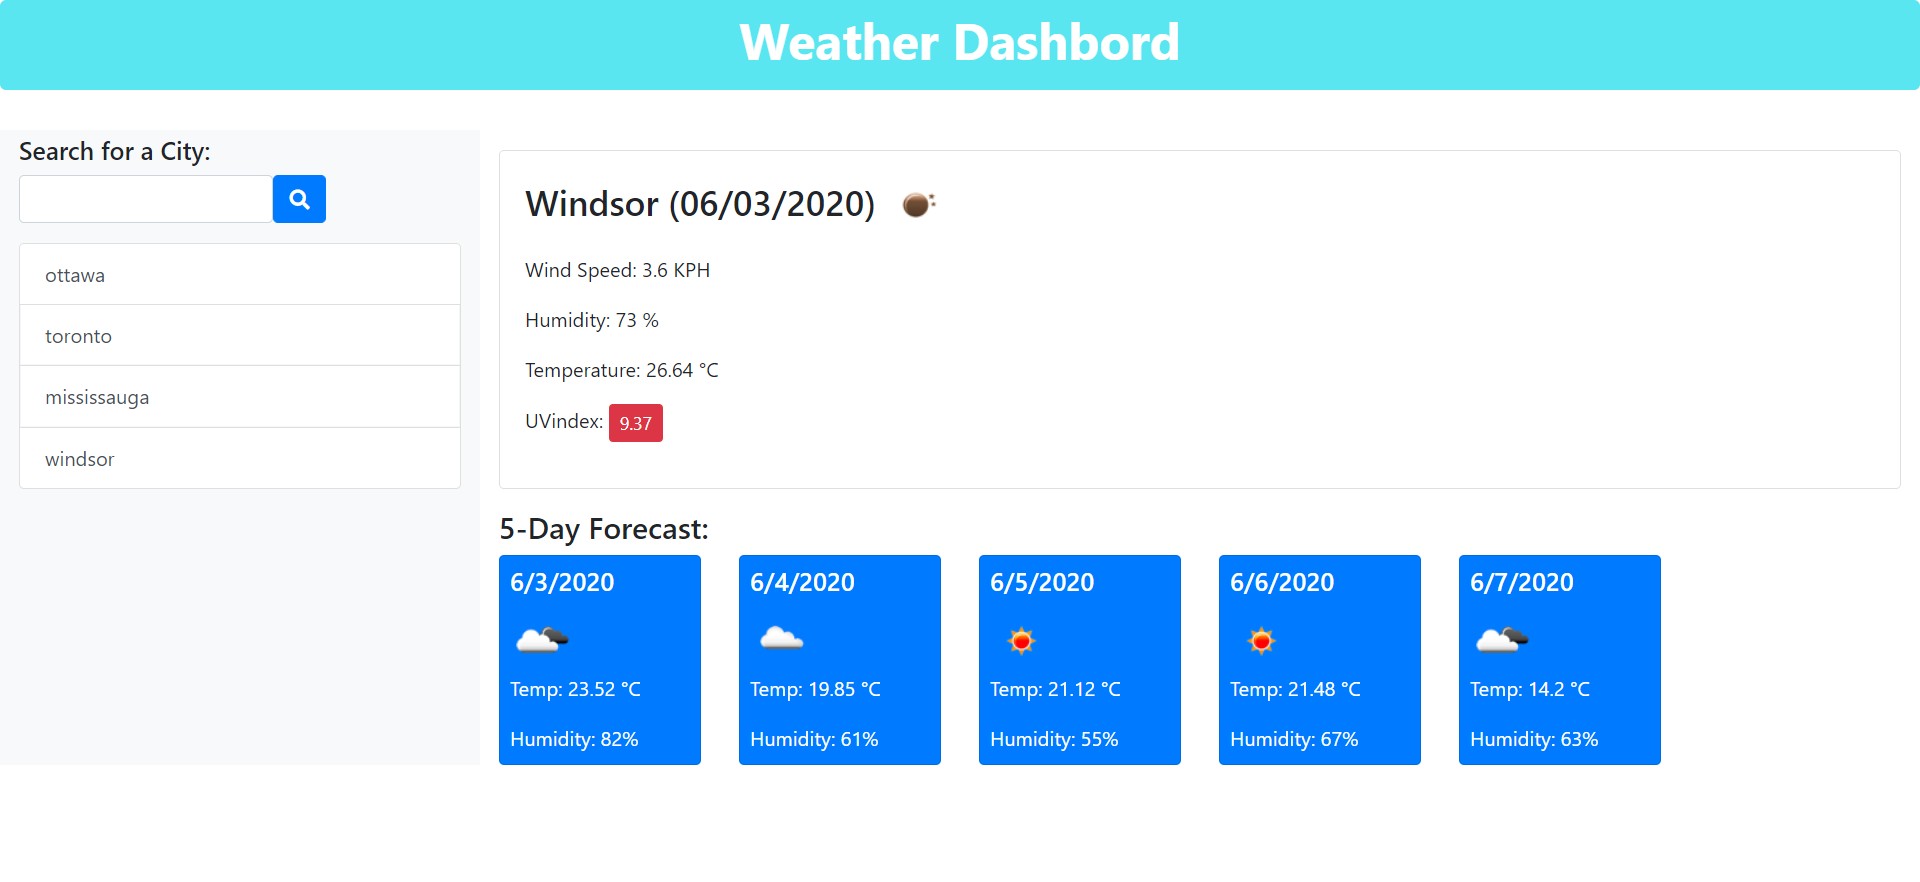 Weather Dashbord
Search for a City:
ottawa
toronto
mississauga
windsor
Windsor (06/03/2020)
Wind Speed: 3.6 KPH
Humidity: 73 %
Temperature: 26.64 °C
UVindex: 9.37
5-Day Forecast:
6/3/2020
Temp: 23.52 °C
Humidity: 82%
6/4/2020
Temp: 19.85 °C
Humidity: 61%
6/5/2020
Temp: 21.12 °C
Humidity: 55%
6/6/2020
Temp: 21.48 °C
Humidity: 67%
6/7/2020
Temp: 14.2 °C
Humidity: 63%